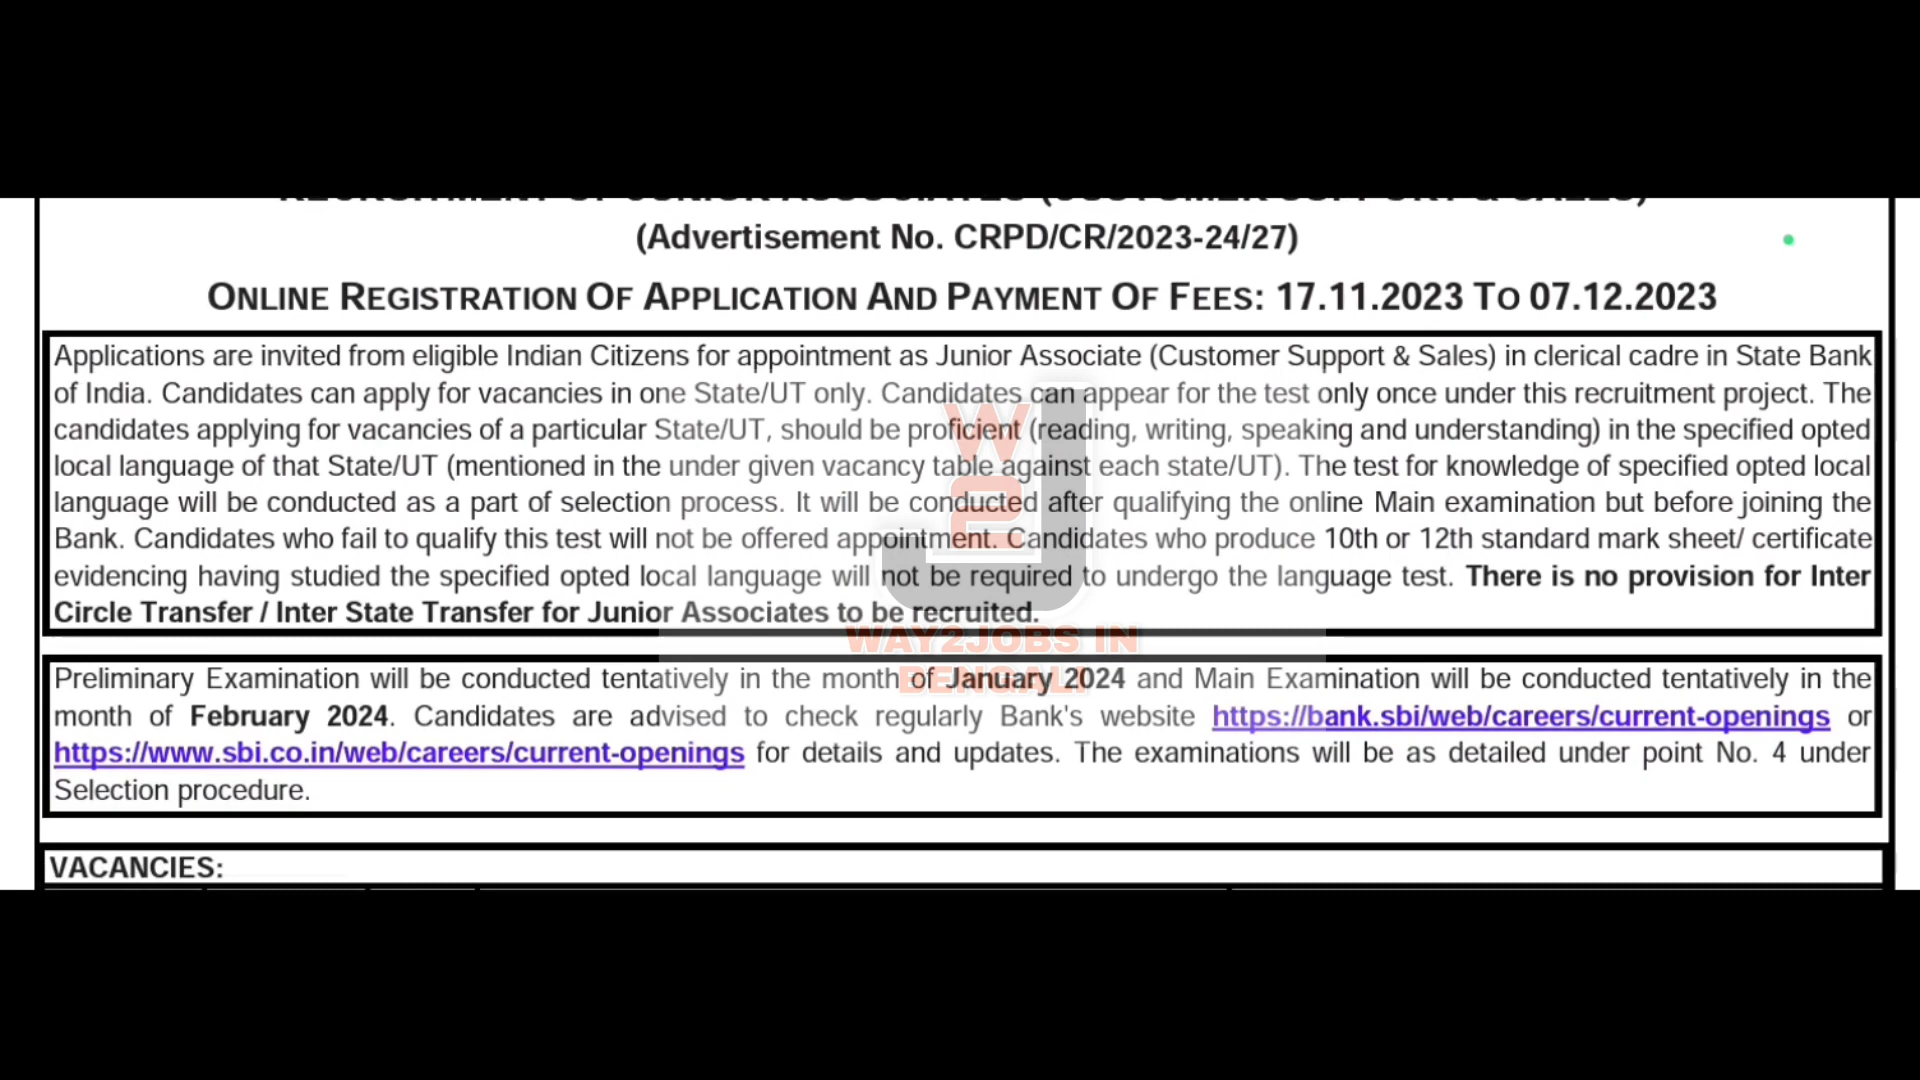 RECRUITMENT OF JUNIOR ASSOCIATES (CUSTOMER SUPPORT & SALES)
(Advertisement No. CRPD/CR/2023-24/27)
ONLINE REGISTRATION OF APPLICATION AND PAYMENT OF FEES: 17.11.2023 TO 07.12.2023
Applications are invited from eligible Indian Citizens for appointment as Junior Associate (Customer Support & Sales) in clerical cadre in State Bank
of India. Candidates can apply for vacancies in one State/UT only. Candidates can appear for the test only once under this recruitment project. The
candidates applying for vacancies of a particular State/UT, should be proficient (reading, writing, speaking and understanding) in the specified opted
local language of that State/UT (mentioned in the under given vacancy table against each state/UT). The test for knowledge of specified opted local
language will be conducted as a part of selection process. It will be conducted after qualifying the online Main examination but before joining the
Bank. Candidates who fail to qualify this test will not be offered appointment. Candidates who produce 10th or 12th standard mark sheet/ certificate
evidencing having studied the specified opted local language will not be required to undergo the language test. There is no provision for Inter
Circle Transfer / Inter State Transfer for Junior Associates to be recruited.
W2J
WAY2JOBS IN
BENGALI
Preliminary Examination will be conducted tentatively in the month of January 2024 and Main Examination will be conducted tentatively in the
month of February 2024. Candidates are advised to check regularly Bank's website https://bank.sbi/web/careers/current-openings or
https://www.sbi.co.in/web/careers/current-openings for details and updates. The examinations will be as detailed under point No. 4 under
Selection procedure.
VACANCIES: